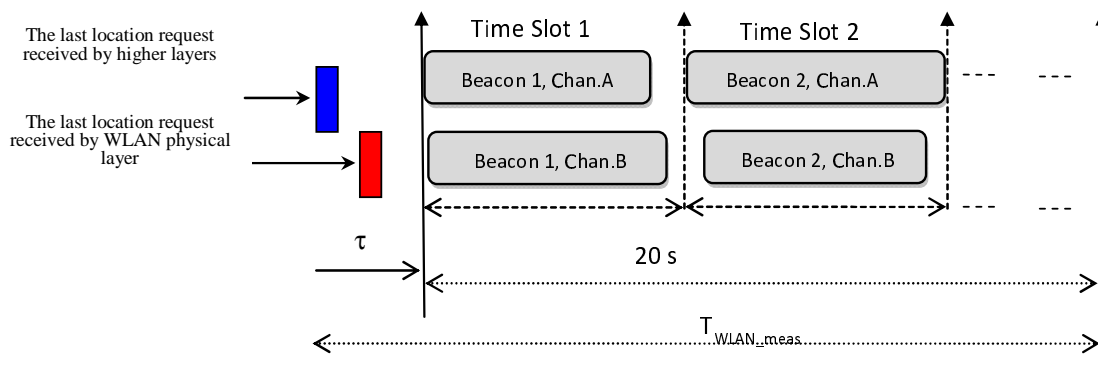 The last location request
received by higher layers
The last location request
received by WLAN physical
layer
Time Slot 1
Time Slot 2
Beacon 1, Chan.A
Beacon 2, Chan.A
Beacon 1, Chan.B
Beacon 2, Chan.B
τ
20 s
T WLAN_meas